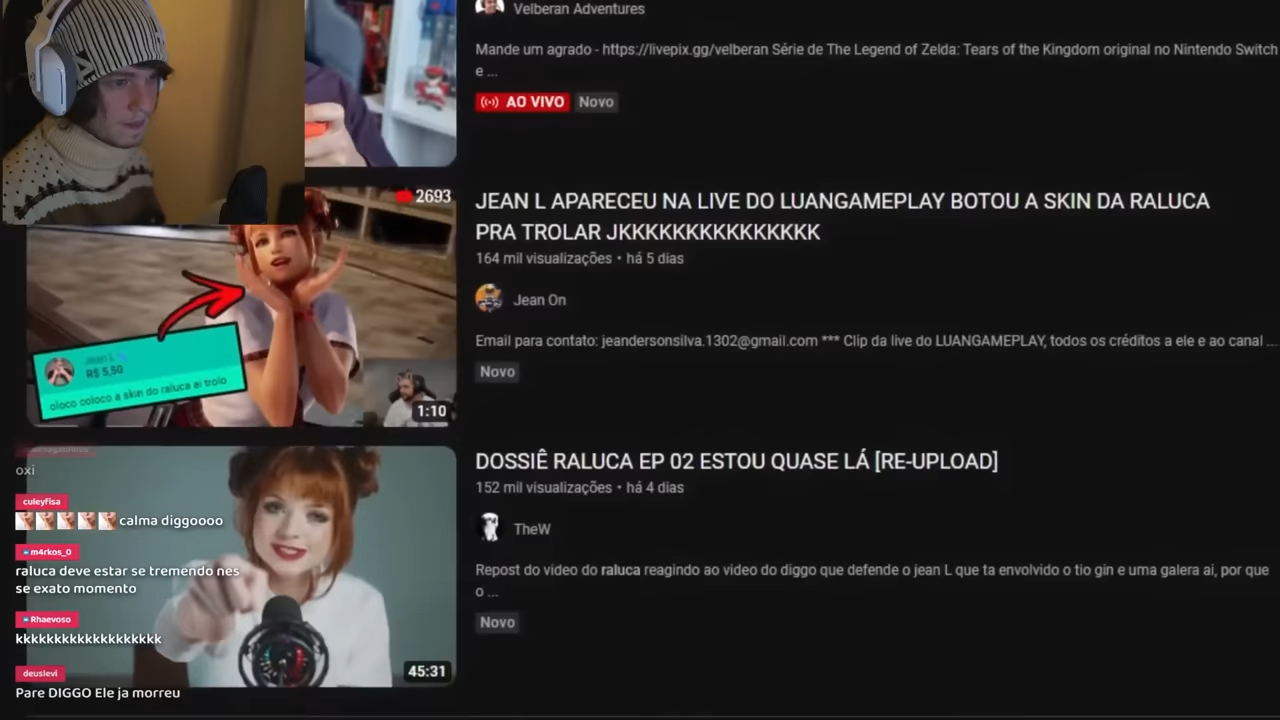 Velberan Adventures
Mande um agrado - https://livepix.gg/velberan Série de The Legend of Zelda: Tears of the Kingdom original no Nintendo Switch
e ...
AO VIVO Novo
2693
JEAN L APARECEU NA LIVE DO LUANGAMEPLAY BOTOU A SKIN DA RALUCA
PRA TROLAR JKKKKKKKKKKKKKKK
164 mil visualizações • há 5 dias
Jean On
Email para contato: jeandersonsilva.1302@gmail.com *** Clip da live do LUANGAMEPLAY, todos os créditos a ele e ao canal ...
Novo
JEAN L
R$ 5,50
oloco coloco a skin do raluca ai trolo
1:10
DOSSIÊ RALUCA EP 02 ESTOU QUASE LÁ [RE-UPLOAD]
152 mil visualizações • há 4 dias
TheW
Repost do video do raluca reagindo ao video do diggo que defende o jean L que ta envolvido o tio gin e uma galera ai, por que
o ...
Novo
45:31
oxi
culeyfisa
calma diggoooo
m4rkos_0
raluca deve estar se tremendo nes
se exato momento
Rhaevoso
kkkkkkkkkkkkkkkkkkk
deuslevi
Pare DIGGO Ele ja morreu